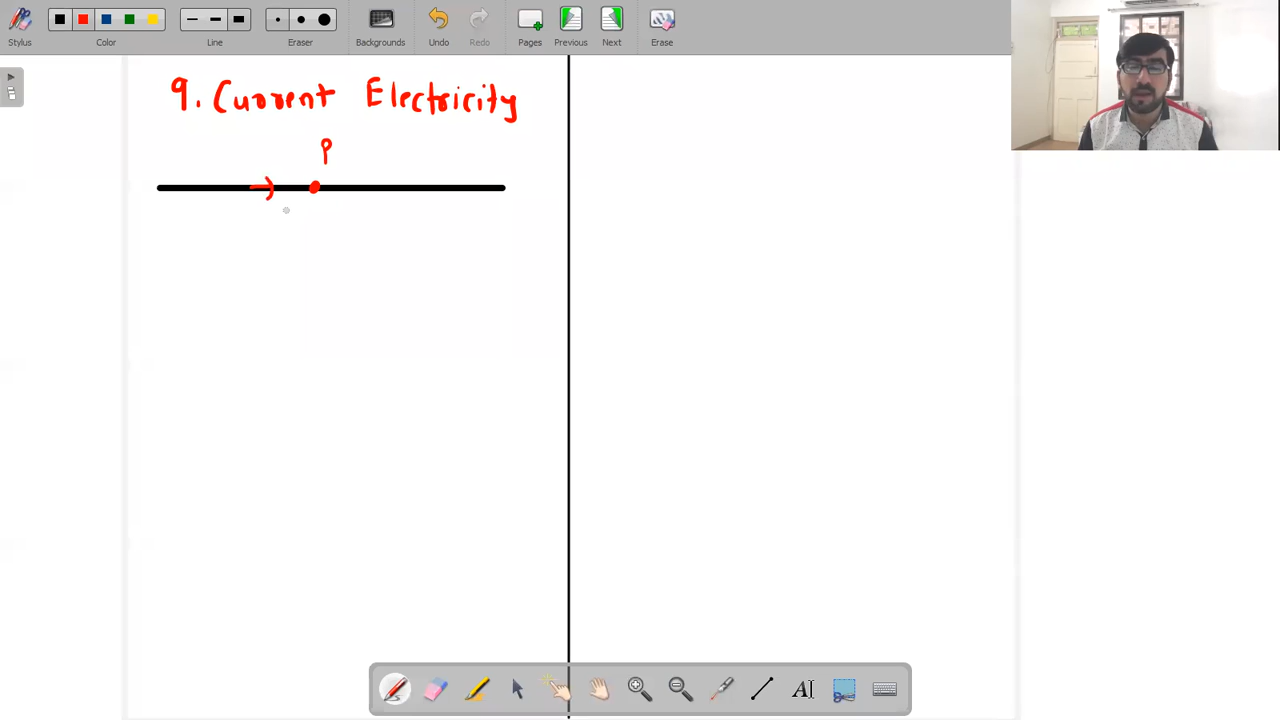 Stylus
Color
Line
Eraser
Backgrounds
Undo
Redo
Pages
Previous
Next
Erase
9. Current Electricity
P